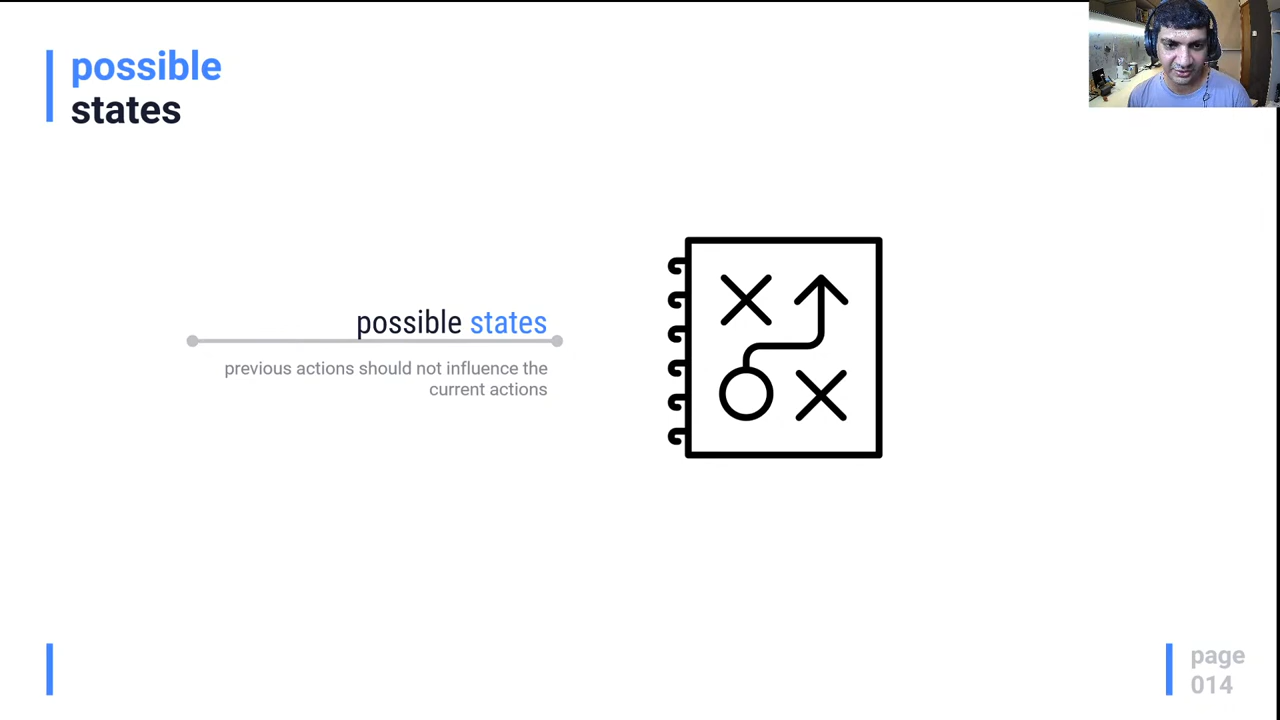 possible
states
possible states
previous actions should not influence the
current actions
page
014